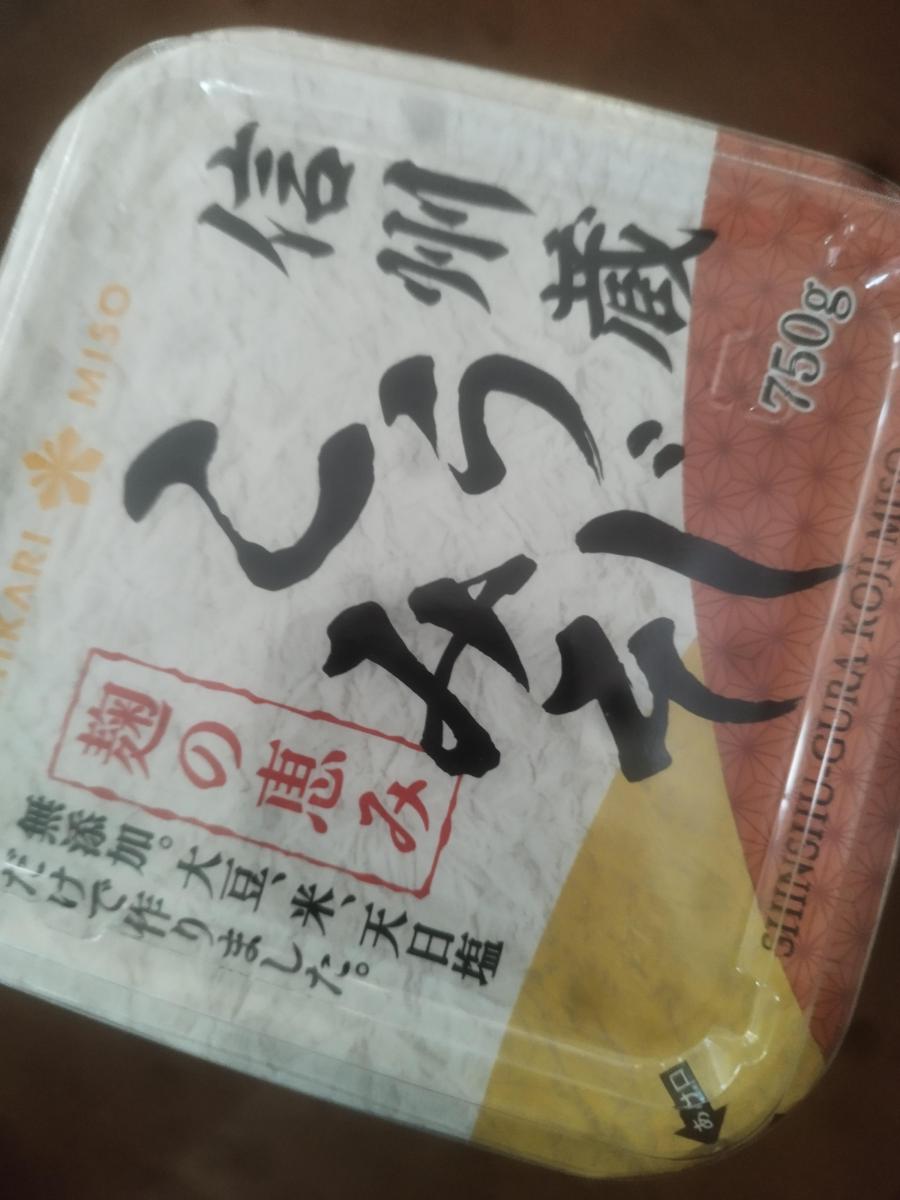 HIKARI MISO
信州蔵
こうじ
みそ
麹の恵み
無添加。大豆、米、天日塩
だけで作りました。
750g
SHINSHU-GURA KOJI MISO
あけ口